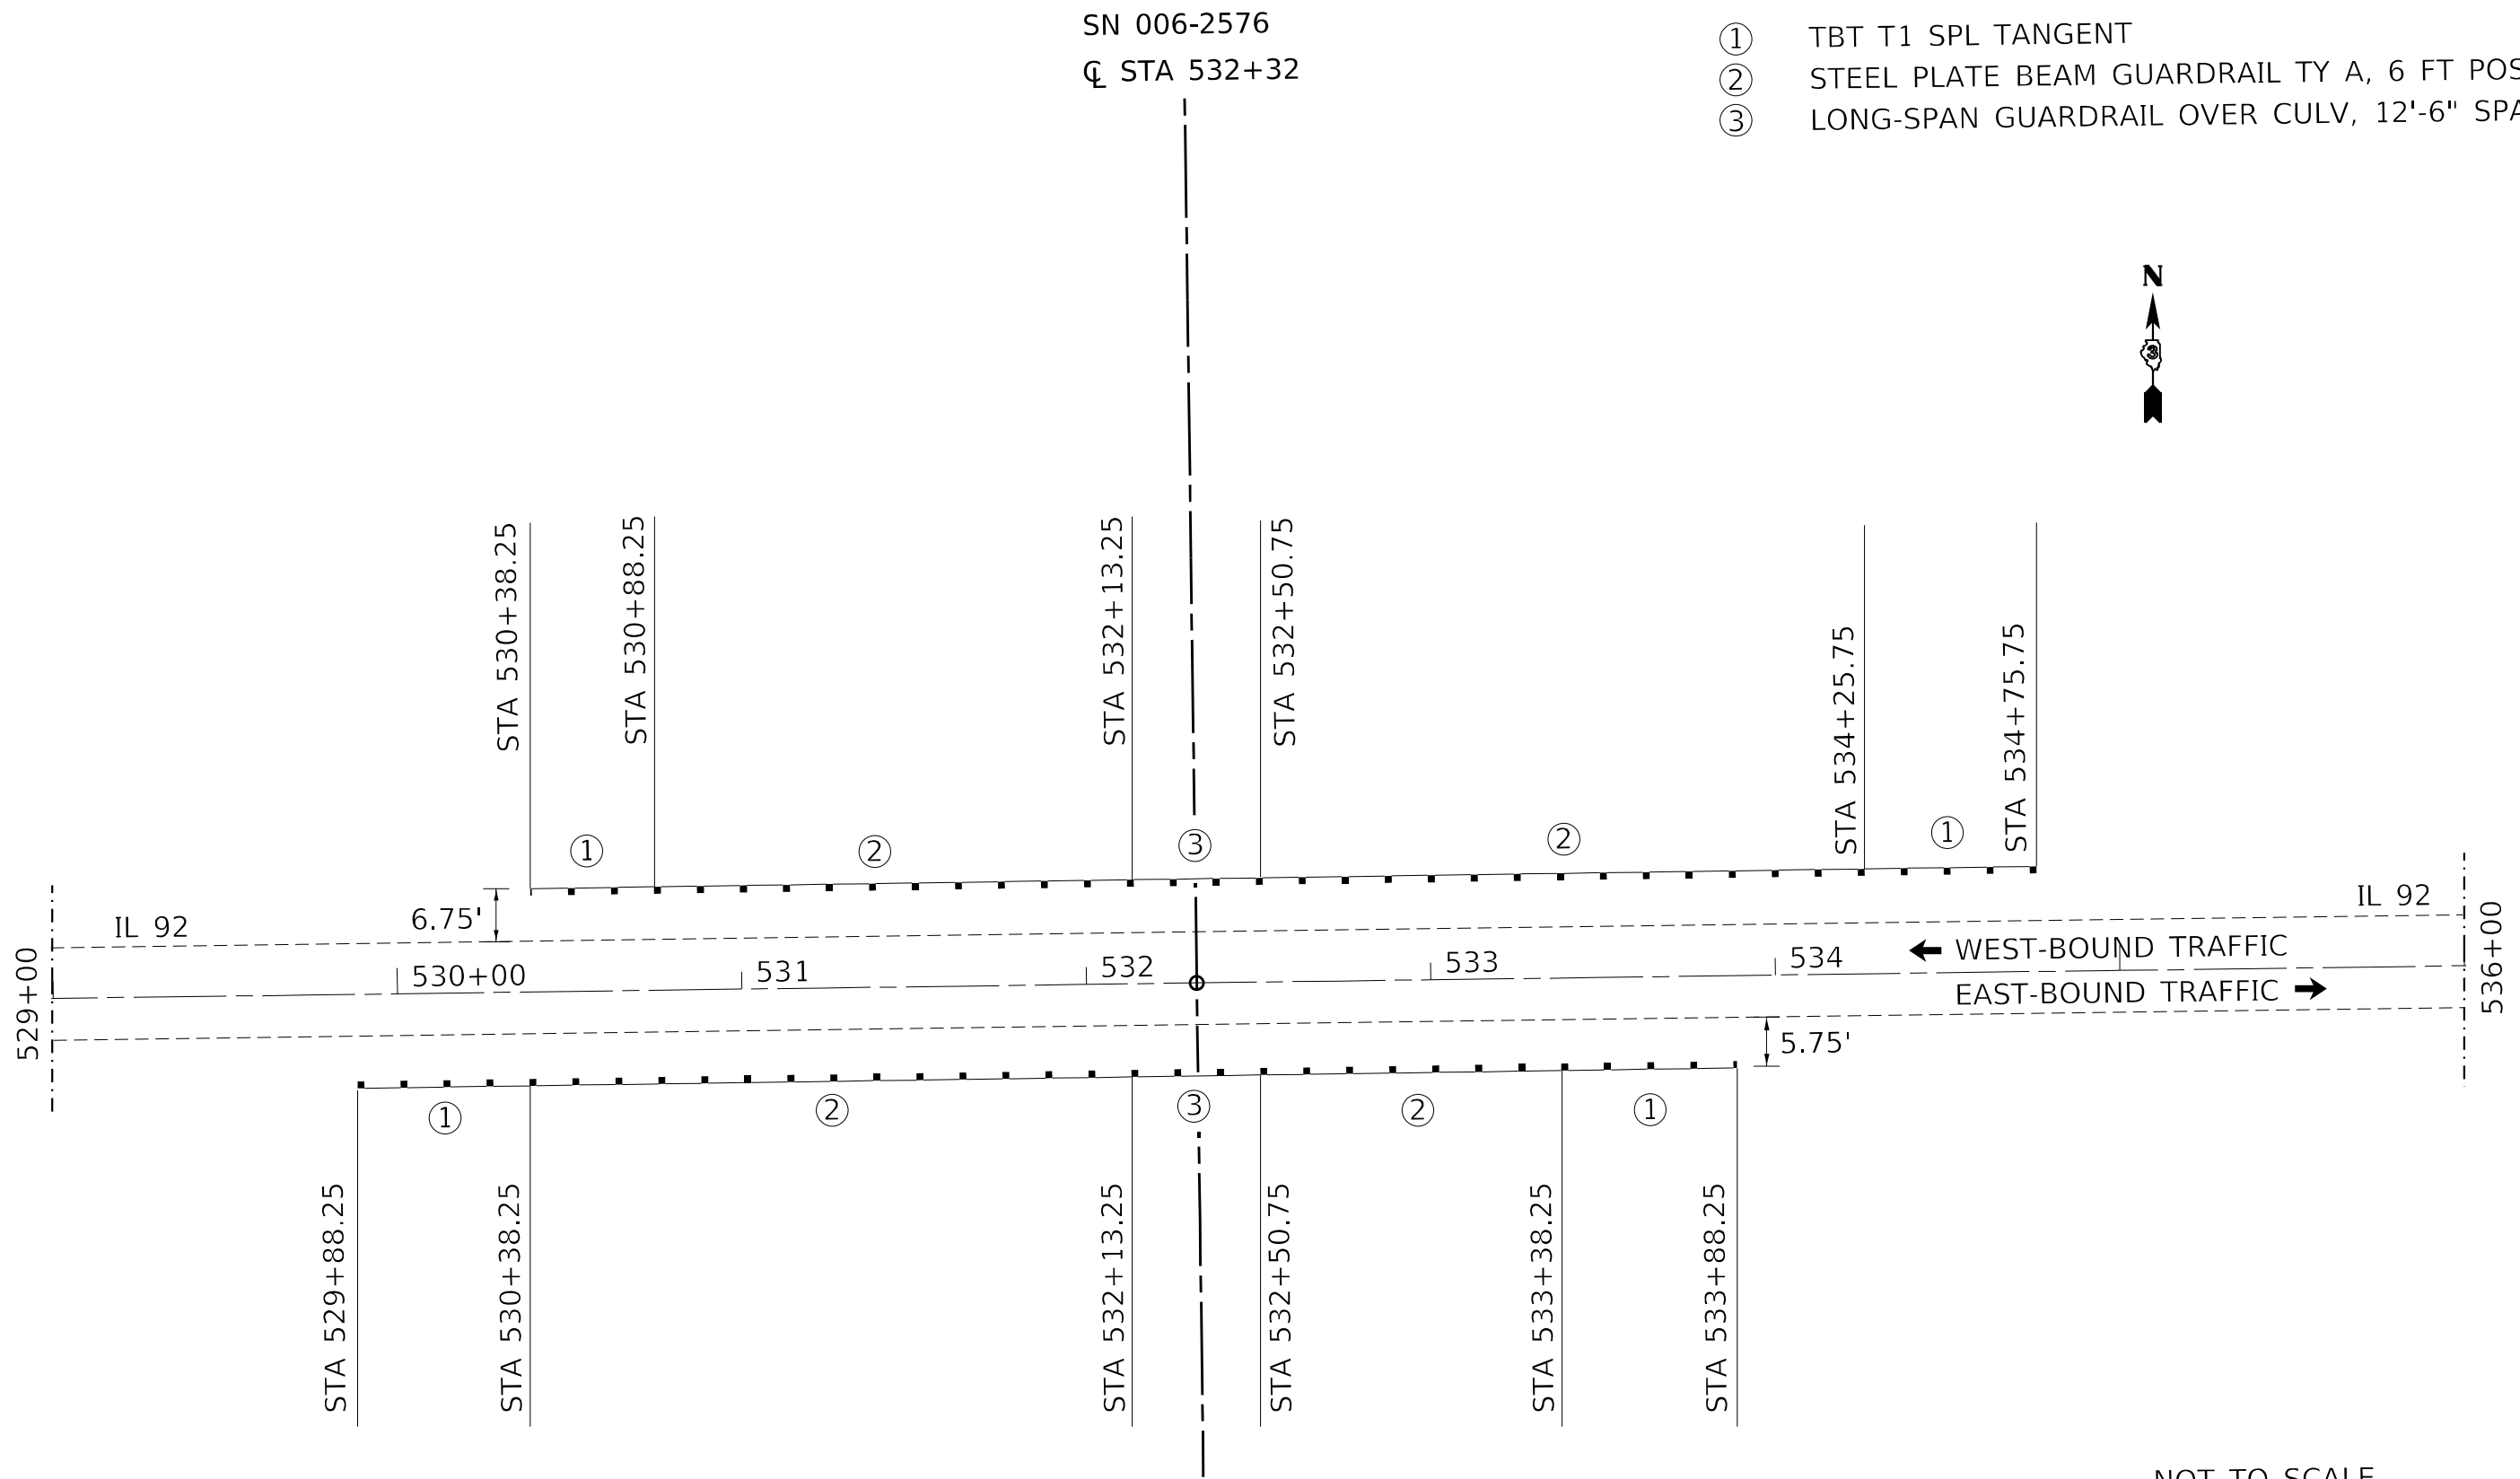 SN 006-2576
℄ STA 532+32
① TBT T1 SPL TANGENT
② STEEL PLATE BEAM GUARDRAIL TY A, 6 FT POS
③ LONG-SPAN GUARDRAIL OVER CULV, 12'-6" SPA
N
3
STA 530+38.25
STA 530+88.25
STA 532+13.25
STA 532+50.75
STA 534+25.75
STA 534+75.75
① ② ③ ② ①
529+00
IL 92
6.75'
IL 92
536+00
530+00 531 532 533 534
WEST-BOUND TRAFFIC
EAST-BOUND TRAFFIC
5.75'
① ② ③ ② ①
STA 529+88.25
STA 530+38.25
STA 532+13.25
STA 532+50.75
STA 533+38.25
STA 533+88.25
NOT TO SCALE